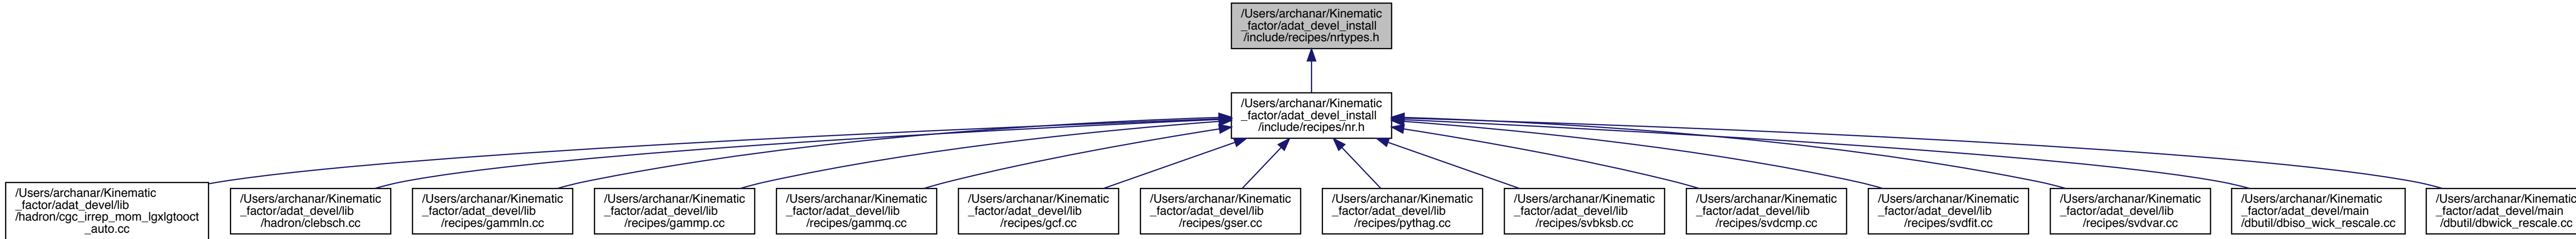 /Users/archanar/Kinematic
_factor/adat_devel_install
/include/recipes/nrtypes.h
/Users/archanar/Kinematic
_factor/adat_devel_install
/include/recipes/nr.h
/Users/archanar/Kinematic
_factor/adat_devel/lib
/hadron/cgc_irrep_mom_lgxlgtooct
_auto.cc
/Users/archanar/Kinematic
_factor/adat_devel/lib
/hadron/clebsch.cc
/Users/archanar/Kinematic
_factor/adat_devel/lib
/recipes/gammln.cc
/Users/archanar/Kinematic
_factor/adat_devel/lib
/recipes/gammp.cc
/Users/archanar/Kinematic
_factor/adat_devel/lib
/recipes/gammq.cc
/Users/archanar/Kinematic
_factor/adat_devel/lib
/recipes/gcf.cc
/Users/archanar/Kinematic
_factor/adat_devel/lib
/recipes/gser.cc
/Users/archanar/Kinematic
_factor/adat_devel/lib
/recipes/pythag.cc
/Users/archanar/Kinematic
_factor/adat_devel/lib
/recipes/svbksb.cc
/Users/archanar/Kinematic
_factor/adat_devel/lib
/recipes/svdcmp.cc
/Users/archanar/Kinematic
_factor/adat_devel/lib
/recipes/svdfit.cc
/Users/archanar/Kinematic
_factor/adat_devel/lib
/recipes/svdvar.cc
/Users/archanar/Kinematic
_factor/adat_devel/main
/dbutil/dbiso_wick_rescale.cc
/Users/archanar/Kinematic
_factor/adat_devel/main
/dbutil/dbwick_rescale.cc